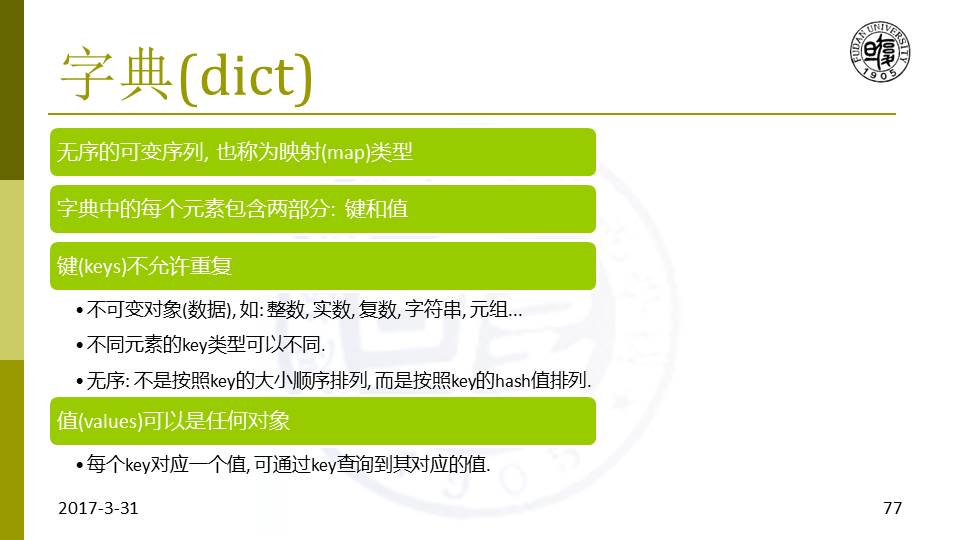 字典(dict)
FUDAN UNIVERSITY
1905
无序的可变序列, 也称为映射(map)类型
字典中的每个元素包含两部分: 键和值
键(keys)不允许重复
•不可变对象(数据), 如: 整数, 实数, 复数, 字符串, 元组…
•不同元素的key类型可以不同.
•无序: 不是按照key的大小顺序排列, 而是按照key的hash值排列.
值(values)可以是任何对象
•每个key对应一个值, 可通过key查询到其对应的值.
2017-3-31
77